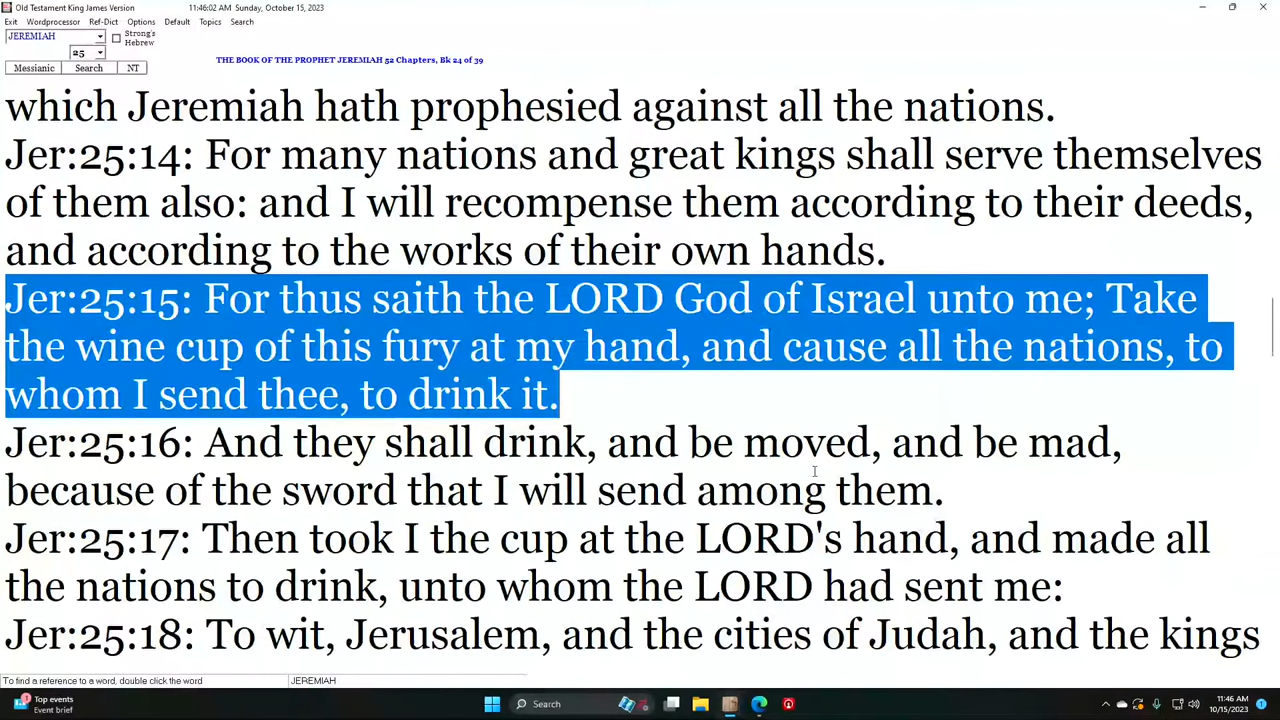 Old Testament King James Version 11:46:02 AM Sunday, October 15, 2023
Exit Wordprocessor Ref-Dict Options Default Topics Search
JEREMIAH Strong's
Hebrew
25
THE BOOK OF THE PROPHET JEREMIAH 52 Chapters, Bk 24 of 39
Messianic Search NT
which Jeremiah hath prophesied against all the nations.
Jer:25:14: For many nations and great kings shall serve themselves
of them also: and I will recompense them according to their deeds,
and according to the works of their own hands.
Jer:25:15: For thus saith the LORD God of Israel unto me; Take
the wine cup of this fury at my hand, and cause all the nations, to
whom I send thee, to drink it.
Jer:25:16: And they shall drink, and be moved, and be mad,
because of the sword that I will send among them.
Jer:25:17: Then took I the cup at the LORD's hand, and made all
the nations to drink, unto whom the LORD had sent me:
Jer:25:18: To wit, Jerusalem, and the cities of Judah, and the kings
To find a reference to a word, double click the word JEREMIAH
1 Top events
Event brief
Search
11:46 AM
10/15/2023
1